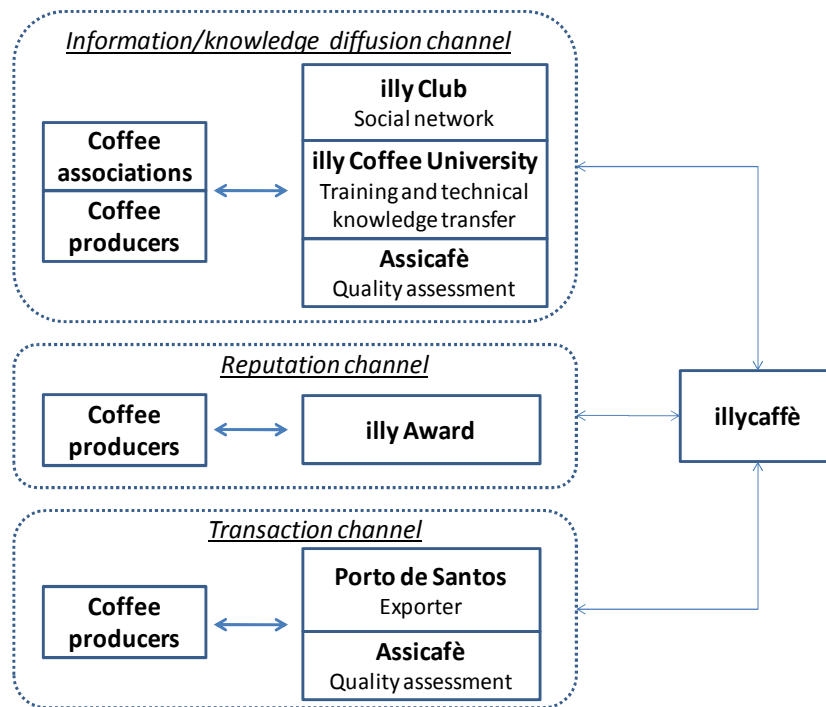 Information/knowledge diffusion channel
Coffee
associations
Coffee
producers
illy Club
Social network
illy Coffee University
Training and technical
knowledge transfer
Assicafè
Quality assessment
Reputation channel
Coffee
producers
illy Award
illycaffè
Transaction channel
Coffee
producers
Porto de Santos
Exporter
Assicafè
Quality assessment